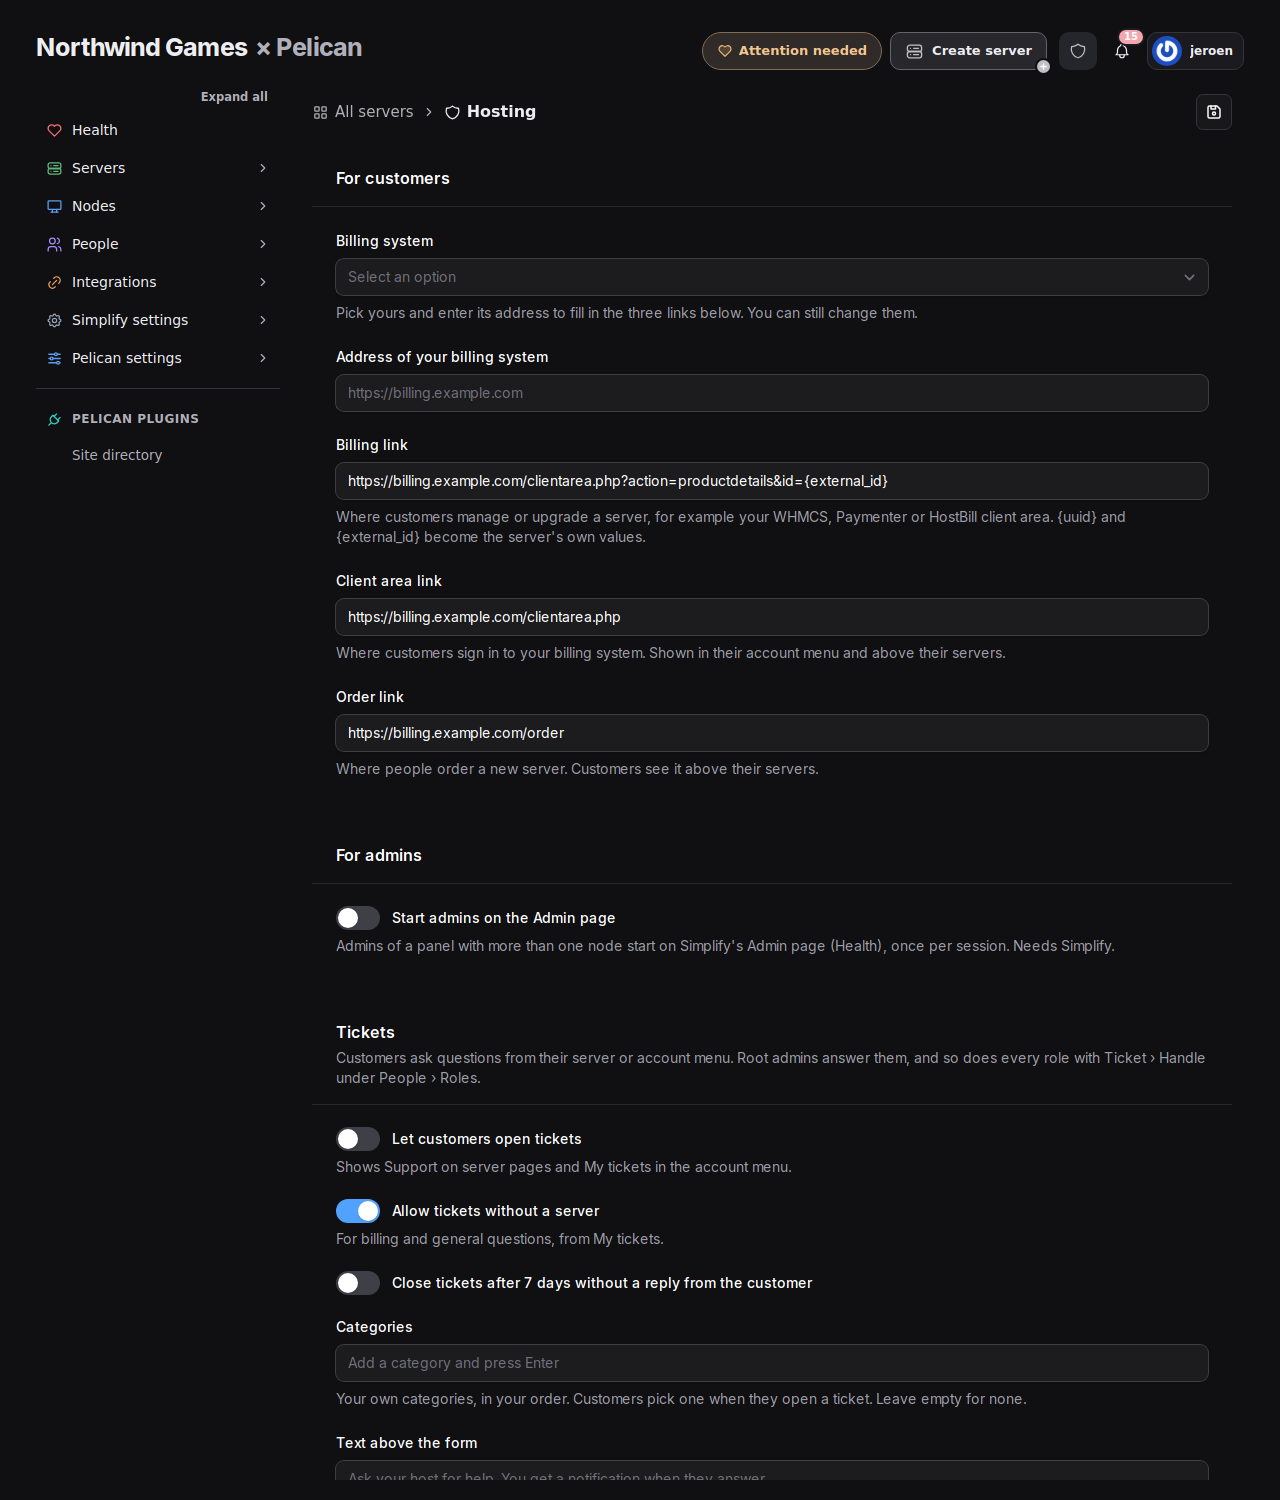 Northwind Games × Pelican
Attention needed
Create server
15
jeroen
Expand all
Health
Servers
Nodes
People
Integrations
Simplify settings
Pelican settings
PELICAN PLUGINS
Site directory
All servers
Hosting
For customers
Billing system
Select an option
Pick yours and enter its address to fill in the three links below. You can still change them.
Address of your billing system
https://billing.example.com
Billing link
https://billing.example.com/clientarea.php?action=productdetails&id={external_id}
Where customers manage or upgrade a server, for example your WHMCS, Paymenter or HostBill client area. {uuid} and
{external_id} become the server's own values.
Client area link
https://billing.example.com/clientarea.php
Where customers sign in to your billing system. Shown in their account menu and above their servers.
Order link
https://billing.example.com/order
Where people order a new server. Customers see it above their servers.
For admins
Start admins on the Admin page
Admins of a panel with more than one node start on Simplify's Admin page (Health), once per session. Needs Simplify.
Tickets
Customers ask questions from their server or account menu. Root admins answer them, and so does every role with Ticket › Handle
under People › Roles.
Let customers open tickets
Shows Support on server pages and My tickets in the account menu.
Allow tickets without a server
For billing and general questions, from My tickets.
Close tickets after 7 days without a reply from the customer
Categories
Add a category and press Enter
Your own categories, in your order. Customers pick one when they open a ticket. Leave empty for none.
Text above the form
Ask your host for help. You get a notification when they answer.